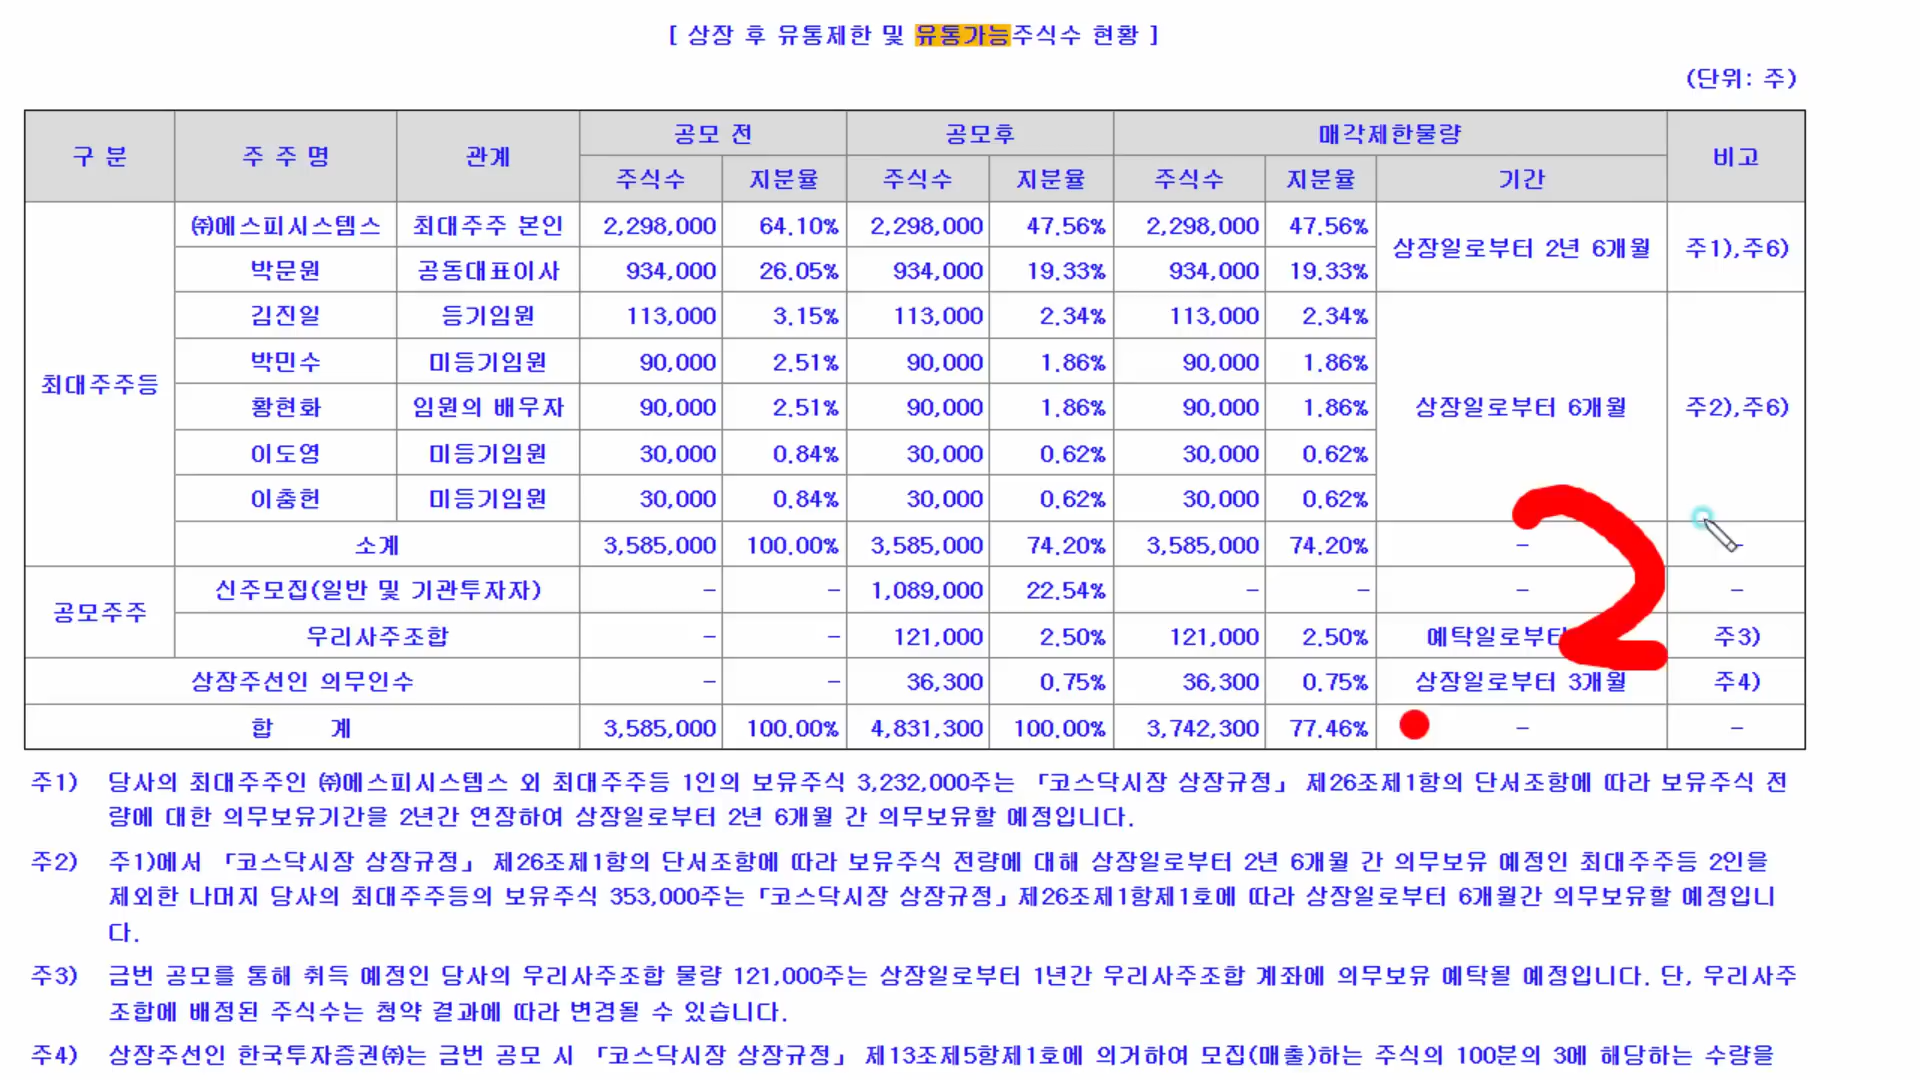 [ 상장 후 유통제한 및 유통가능주식수 현황 ]
(단위: 주)
구 분 주 주 명 관계 공모 전 공모후 매각제한물량 비고
주식수 지분율 주식수 지분율 주식수 지분율 기간
최대주주등
㈜에스피시스템스 최대주주 본인 2,298,000 64.10% 2,298,000 47.56% 2,298,000 47.56% 상장일로부터 2년 6개월 주1),주6)
박문원 공동대표이사 934,000 26.05% 934,000 19.33% 934,000 19.33%
김진일 등기임원 113,000 3.15% 113,000 2.34% 113,000 2.34% 상장일로부터 6개월 주2),주6)
박민수 미등기임원 90,000 2.51% 90,000 1.86% 90,000 1.86%
황현화 임원의 배우자 90,000 2.51% 90,000 1.86% 90,000 1.86%
이도영 미등기임원 30,000 0.84% 30,000 0.62% 30,000 0.62%
이충헌 미등기임원 30,000 0.84% 30,000 0.62% 30,000 0.62%
소계 3,585,000 100.00% 3,585,000 74.20% 3,585,000 74.20% - -
공모주주
신주모집(일반 및 기관투자자) - - 1,089,000 22.54% - - - -
우리사주조합 - - 121,000 2.50% 121,000 2.50% 예탁일로부터 주3)
2
상장주선인 의무인수 - - 36,300 0.75% 36,300 0.75% 상장일로부터 3개월 주4)
합 계 3,585,000 100.00% 4,831,300 100.00% 3,742,300 77.46% - -
주1) 당사의 최대주주인 ㈜에스피시스템스 외 최대주주등 1인의 보유주식 3,232,000주는 「코스닥시장 상장규정」 제26조제1항의 단서조항에 따라 보유주식 전
량에 대한 의무보유기간을 2년간 연장하여 상장일로부터 2년 6개월 간 의무보유할 예정입니다.
주2) 주1)에서 「코스닥시장 상장규정」 제26조제1항의 단서조항에 따라 보유주식 전량에 대해 상장일로부터 2년 6개월 간 의무보유 예정인 최대주주등 2인을
제외한 나머지 당사의 최대주주등의 보유주식 353,000주는「코스닥시장 상장규정」제26조제1항제1호에 따라 상장일로부터 6개월간 의무보유할 예정입니
다.
주3) 금번 공모를 통해 취득 예정인 당사의 우리사주조합 물량 121,000주는 상장일로부터 1년간 우리사주조합 계좌에 의무보유 예탁될 예정입니다. 단, 우리사주
조합에 배정된 주식수는 청약 결과에 따라 변경될 수 있습니다.
주4) 상장주선인 한국투자증권㈜는 금번 공모 시 「코스닥시장 상장규정」 제13조제5항제1호에 의거하여 모집(매출)하는 주식의 100분의 3에 해당하는 수량을